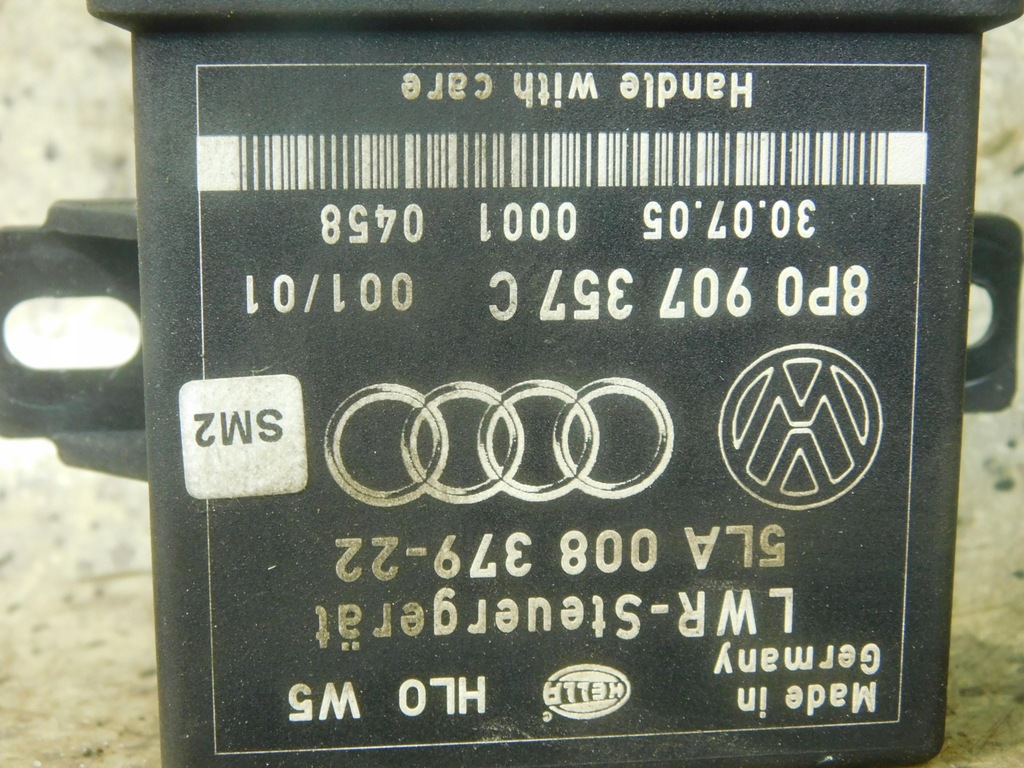 Made in
Germany
HELLA
HLO W5
LWR-Steuergerät
5LA 008 379-22
SM2
8P0 907 357 C 001/01
30.07.05 0001 0458
Handle with care